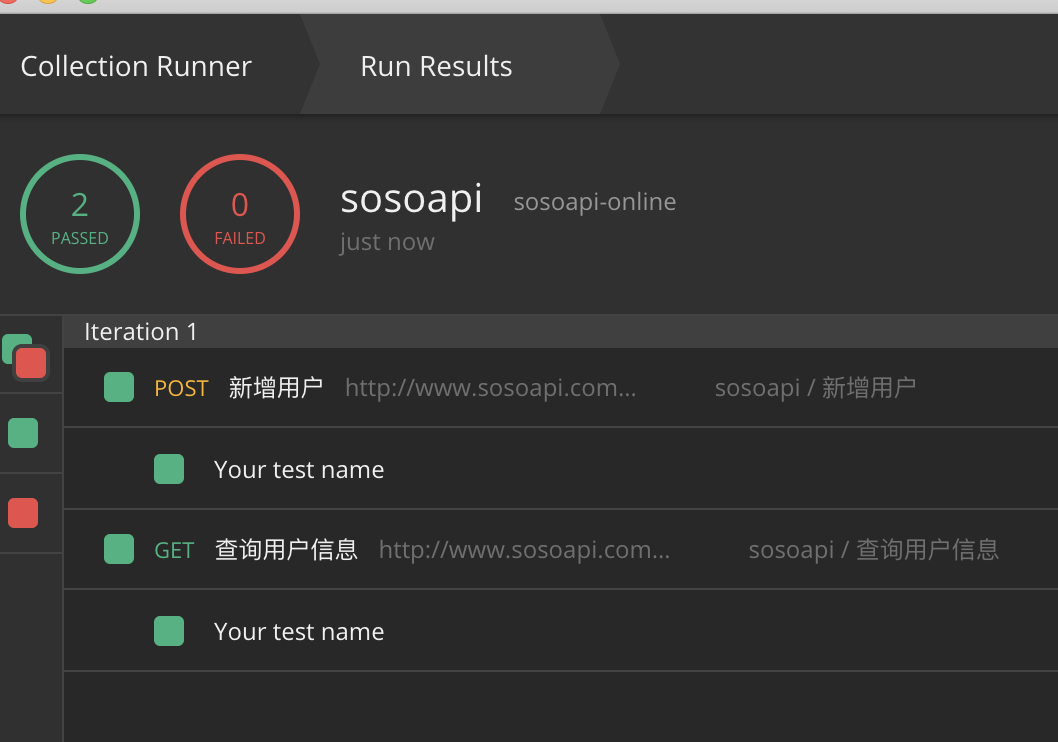 Collection Runner Run Results
2 PASSED
0 FAILED
sosoapi sosoapi-online
just now
Iteration 1
POST 新增用户 http://www.sosoapi.com... sosoapi / 新增用户
Your test name
GET 查询用户信息 http://www.sosoapi.com... sosoapi / 查询用户信息
Your test name